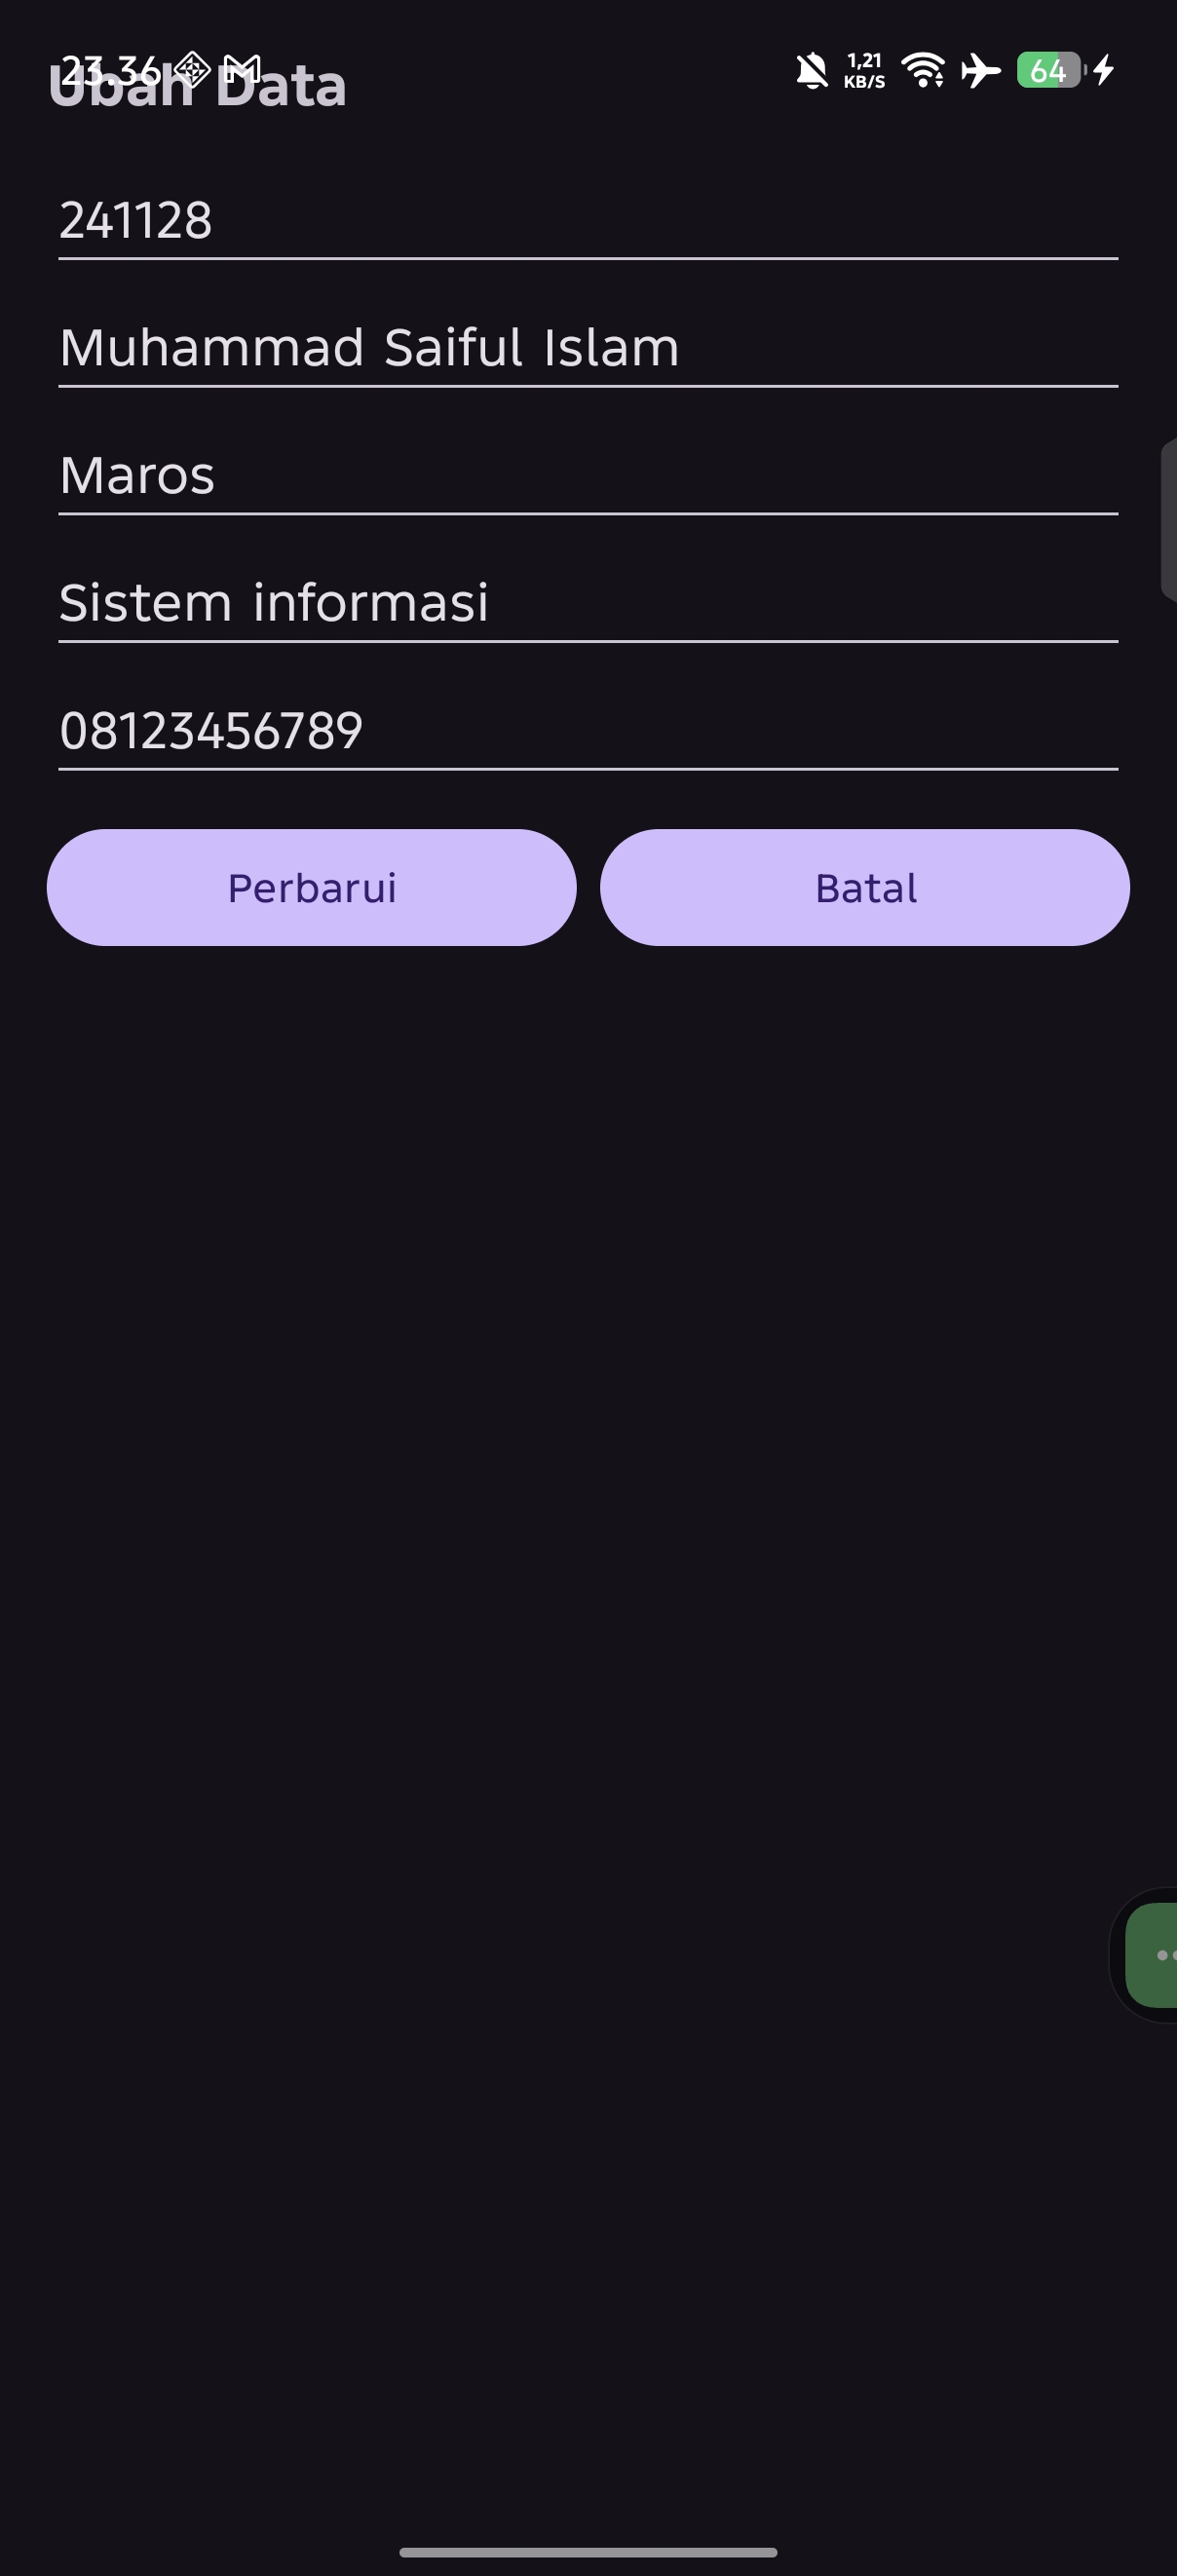 23.36
1,21
KB/S
64
Ubah Data
241128
Muhammad Saiful Islam
Maros
Sistem informasi
08123456789
Perbarui
Batal